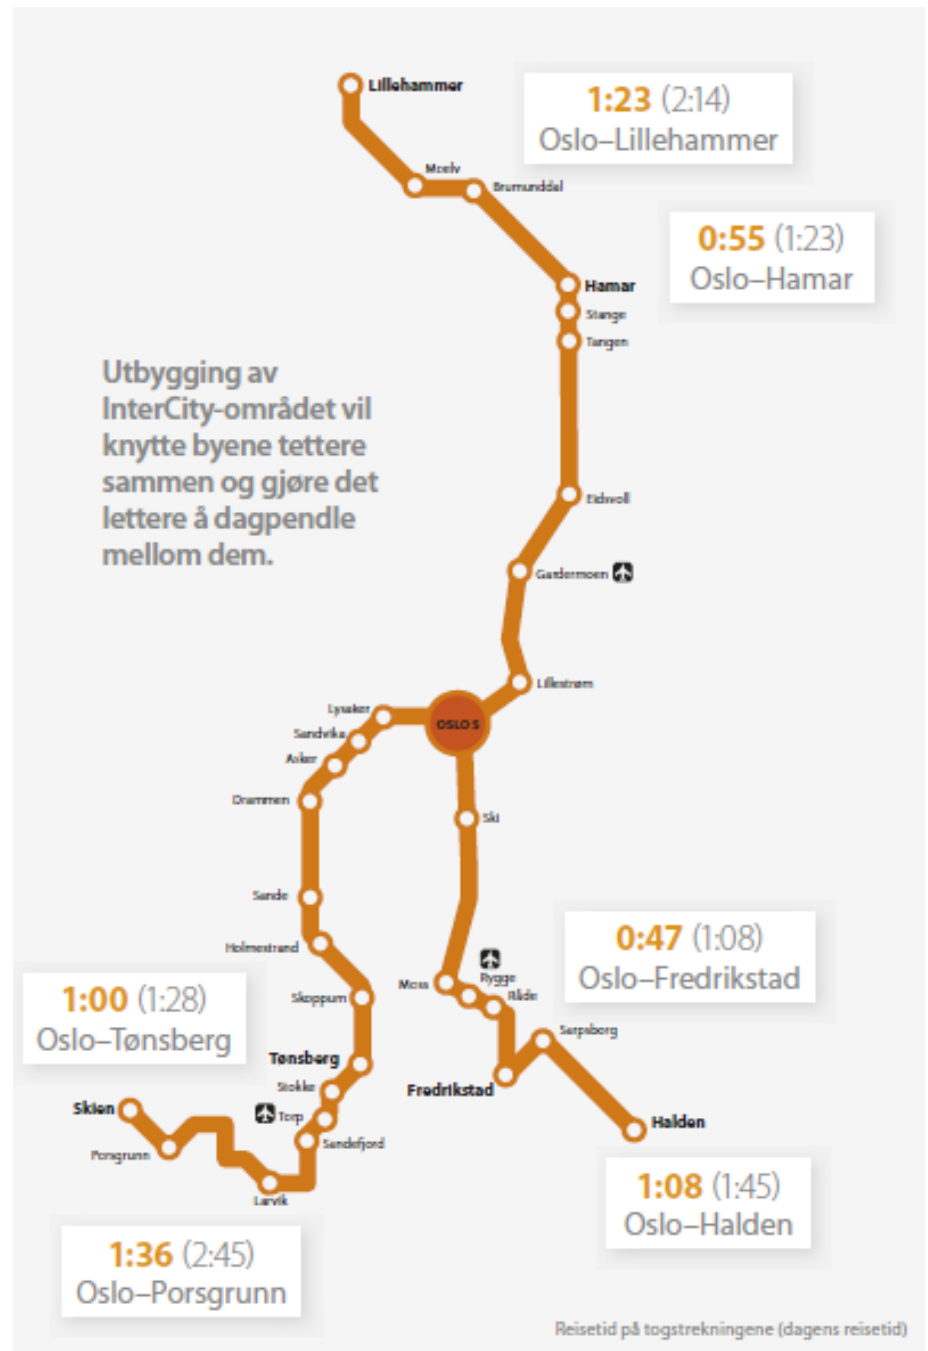 Lillehammer
1:23 (2:14)
Oslo–Lillehammer
Moelv
Brumunddal
0:55 (1:23)
Oslo–Hamar
Hamar
Stange
Tangen
Utbygging av
InterCity-området vil
knytte byene tettere
sammen og gjøre det
lettere å dagpendle
mellom dem.
Eidsvoll
Gardermoen
Lillestrøm
Lysaker
OSLO S
Sandvika
Asker
Drammen
Ski
Sande
Holmestrand
0:47 (1:08)
Oslo–Fredrikstad
Moss
Rygge
Råde
Skoppum
1:00 (1:28)
Oslo–Tønsberg
Sarpsborg
Tønsberg
Fredrikstad
Stokke
Skien
Torp
Halden
Sandefjord
Porsgrunn
Larvik
1:08 (1:45)
Oslo–Halden
1:36 (2:45)
Oslo–Porsgrunn
Reisetid på togstrekningene (dagens reisetid)